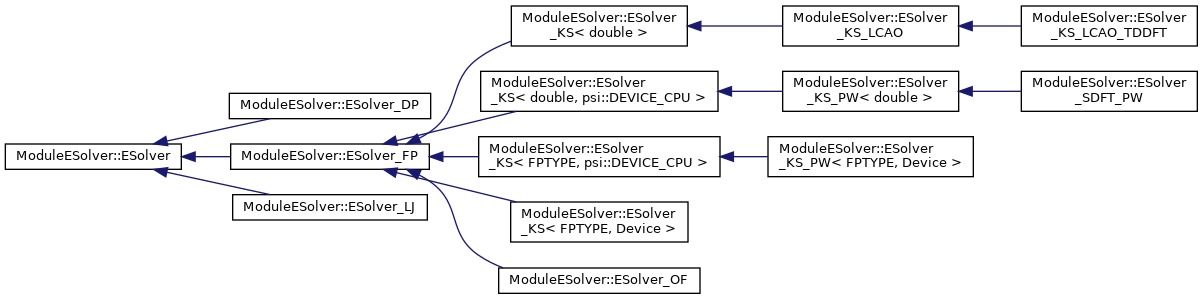 ModuleESolver::ESolver
_KS< double >
ModuleESolver::ESolver
_KS_LCAO
ModuleESolver::ESolver
_KS_LCAO_TDDFT
ModuleESolver::ESolver
_KS< double, psi::DEVICE_CPU >
ModuleESolver::ESolver
_KS_PW< double >
ModuleESolver::ESolver
_SDFT_PW
ModuleESolver::ESolver_DP
ModuleESolver::ESolver
ModuleESolver::ESolver_FP
ModuleESolver::ESolver
_KS< FPTYPE, psi::DEVICE_CPU >
ModuleESolver::ESolver
_KS_PW< FPTYPE, Device >
ModuleESolver::ESolver_LJ
ModuleESolver::ESolver
_KS< FPTYPE, Device >
ModuleESolver::ESolver_OF